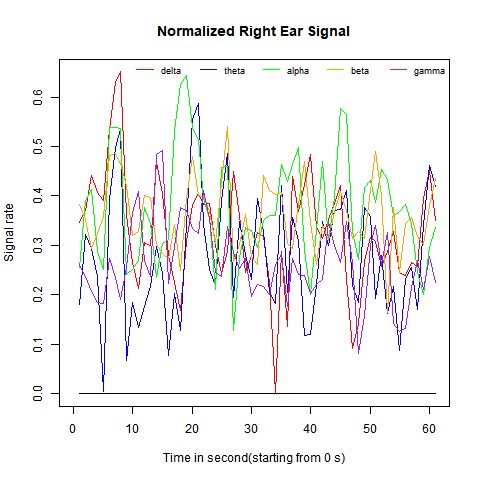 Normalized Right Ear Signal
delta theta alpha beta gamma
Signal rate
0.6
0.5
0.4
0.3
0.2
0.1
0.0
0 10 20 30 40 50 60
Time in second(starting from 0 s)